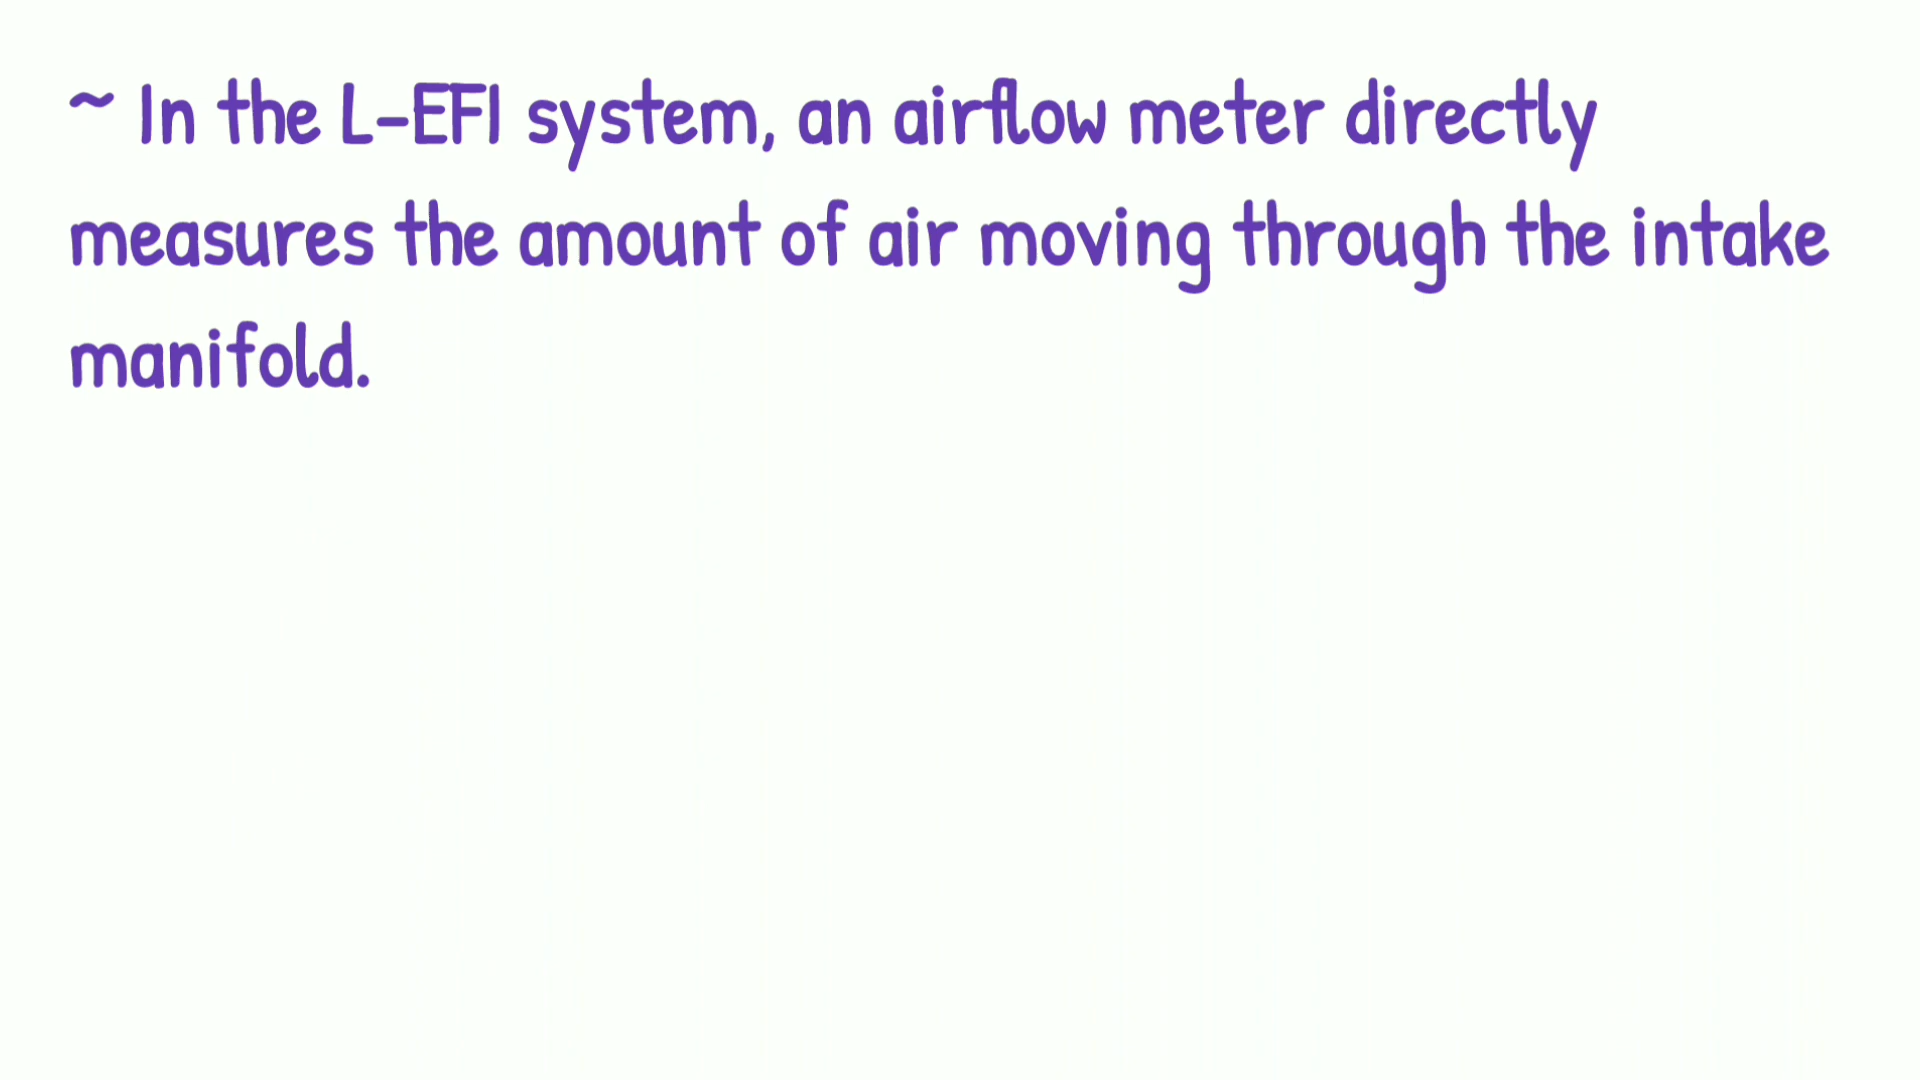 ~ In the L-EFI system, an airflow meter directly
measures the amount of air moving through the intake
manifold.